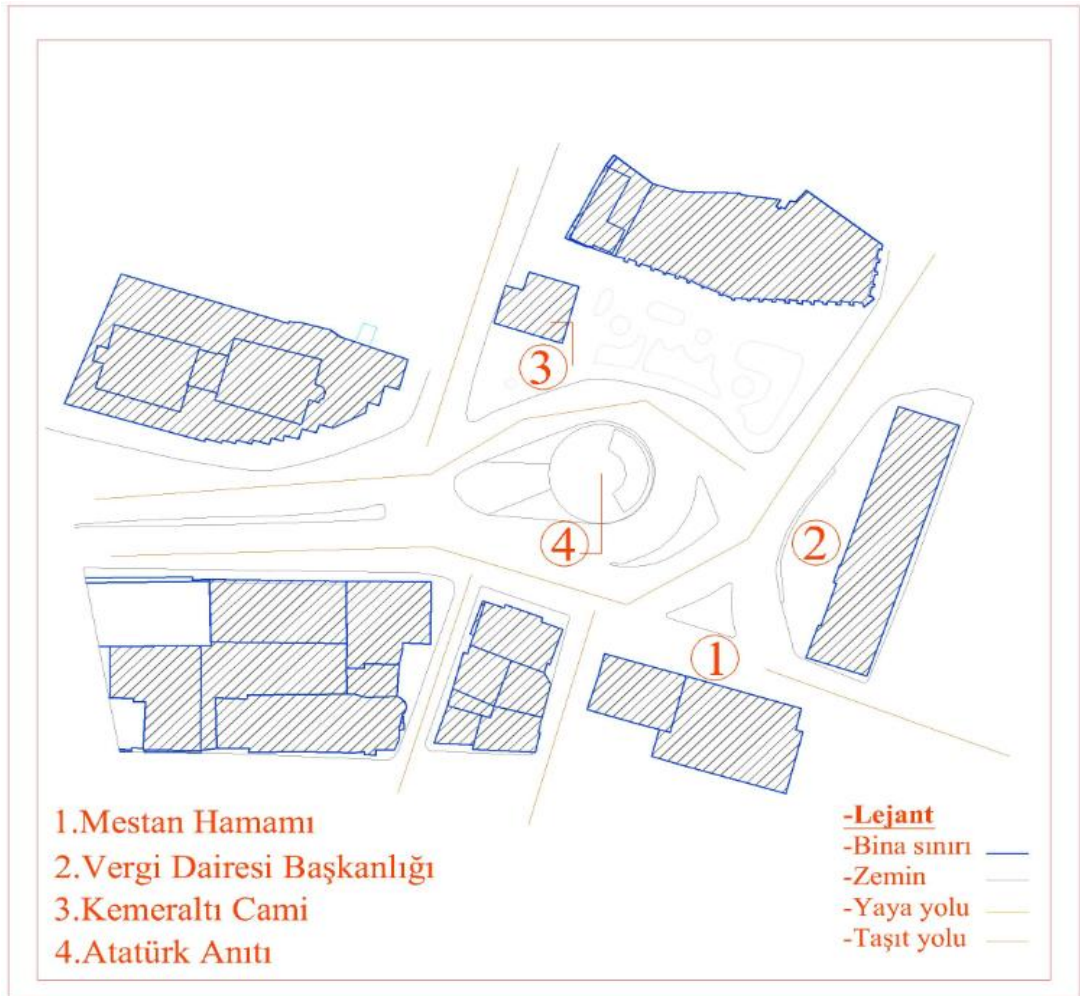 3
4
2
1
1.Mestan Hamamı
2.Vergi Dairesi Başkanlığı
3.Kemeraltı Cami
4.Atatürk Anıtı
-Lejant
-Bina sınırı
-Zemin
-Yaya yolu
-Taşıt yolu